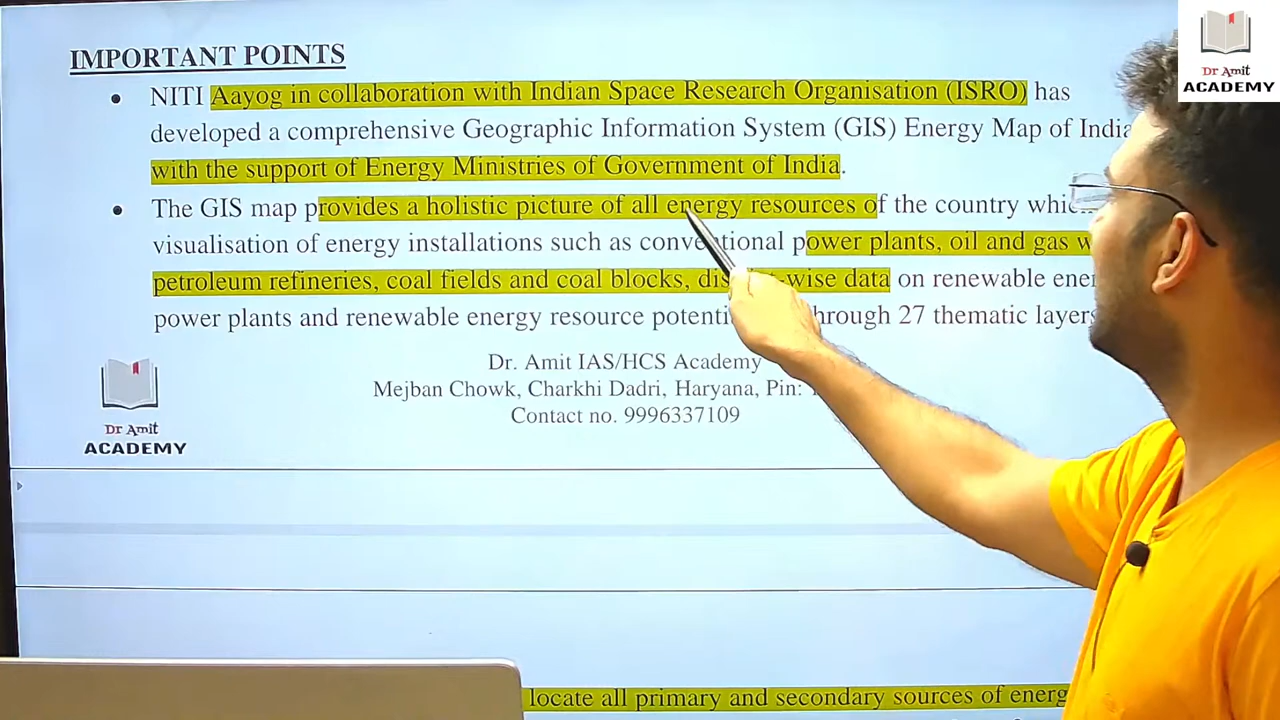 IMPORTANT POINTS
• NITI Aayog in collaboration with Indian Space Research Organisation (ISRO) has
developed a comprehensive Geographic Information System (GIS) Energy Map of India
with the support of Energy Ministries of Government of India.
• The GIS map provides a holistic picture of all energy resources of the country
visualisation of energy installations such as conventional power plants, oil and gas
petroleum refineries, coal fields and coal blocks, wise data on renewable
power plants and renewable energy resource through 27 thematic layers
Dr. Amit IAS/HCS Academy
Mejban Chowk, Charkhi Dadri, Haryana, Pin:
Contact no. 9996337109
Dr Amit
ACADEMY
locate all primary and secondary sources of
Dr Amit
ACADEMY